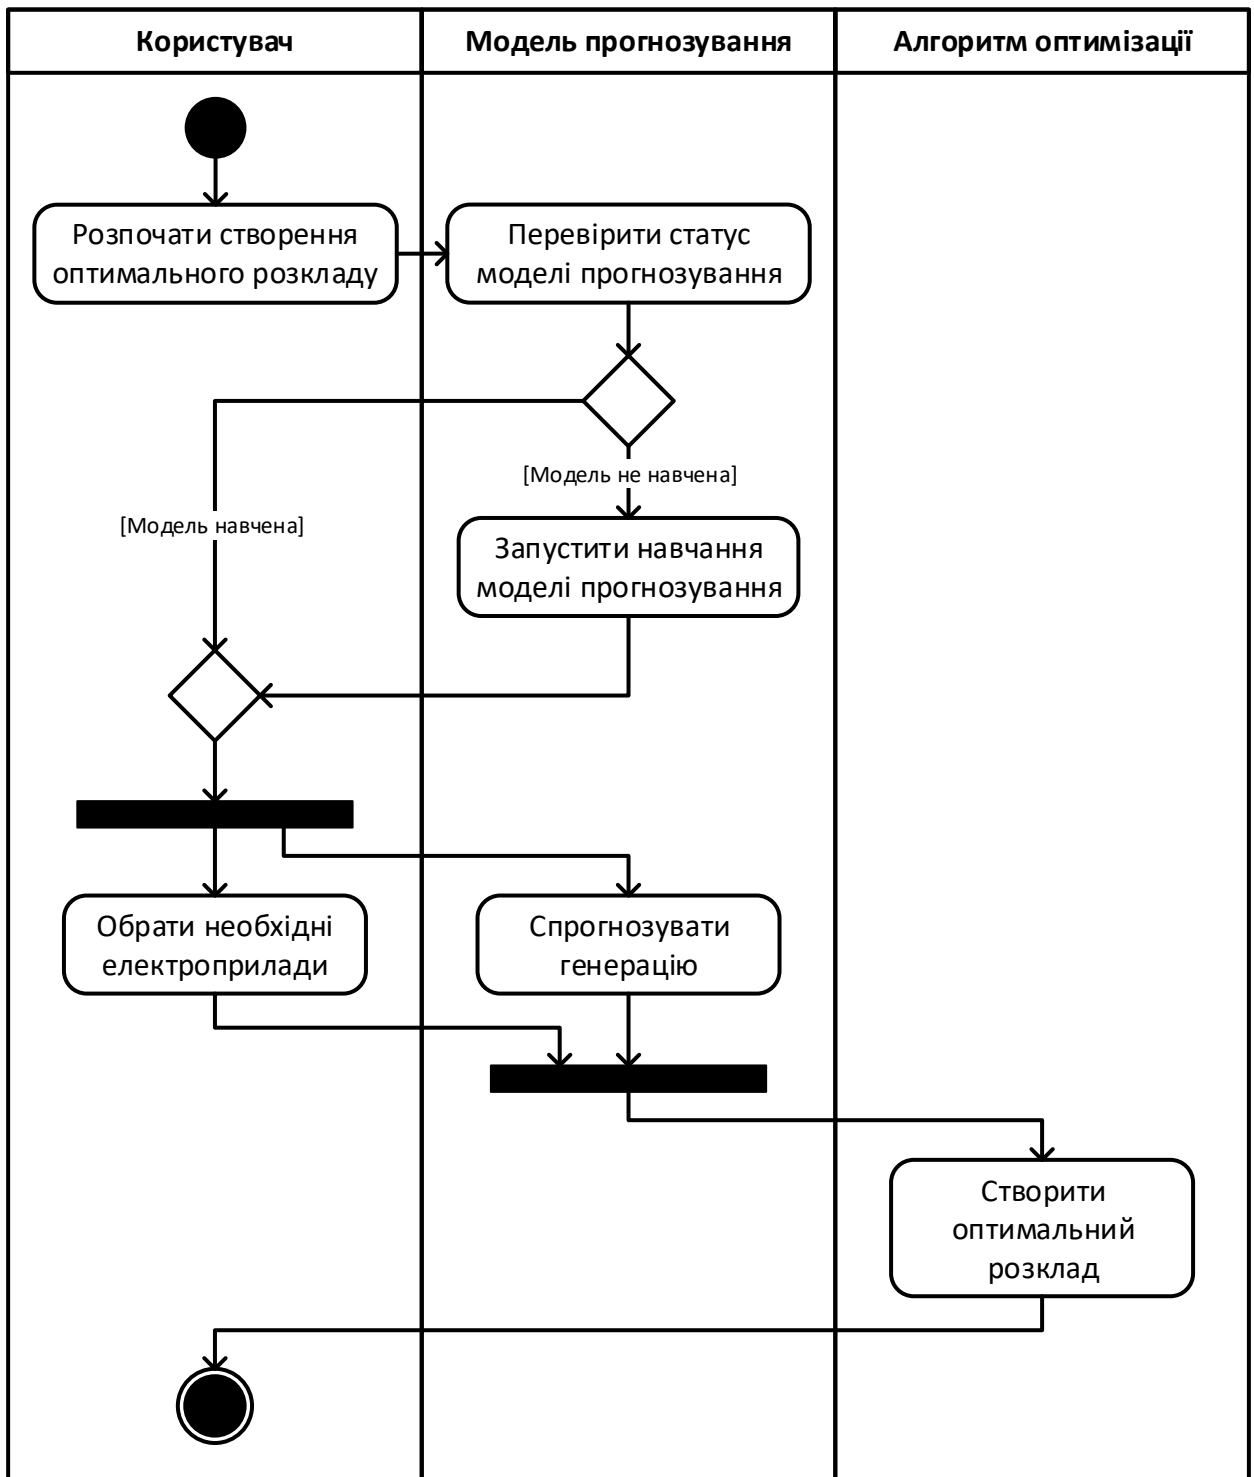 Користувач
Модель прогнозування
Алгоритм оптимізації
Розпочати створення
оптимального розкладу
Перевірити статус
моделі прогнозування
[Модель не навчена]
[Модель навчена]
Запустити навчання
моделі прогнозування
Обрати необхідні
електроприлади
Спрогнозувати
генерацію
Створити
оптимальний
розклад